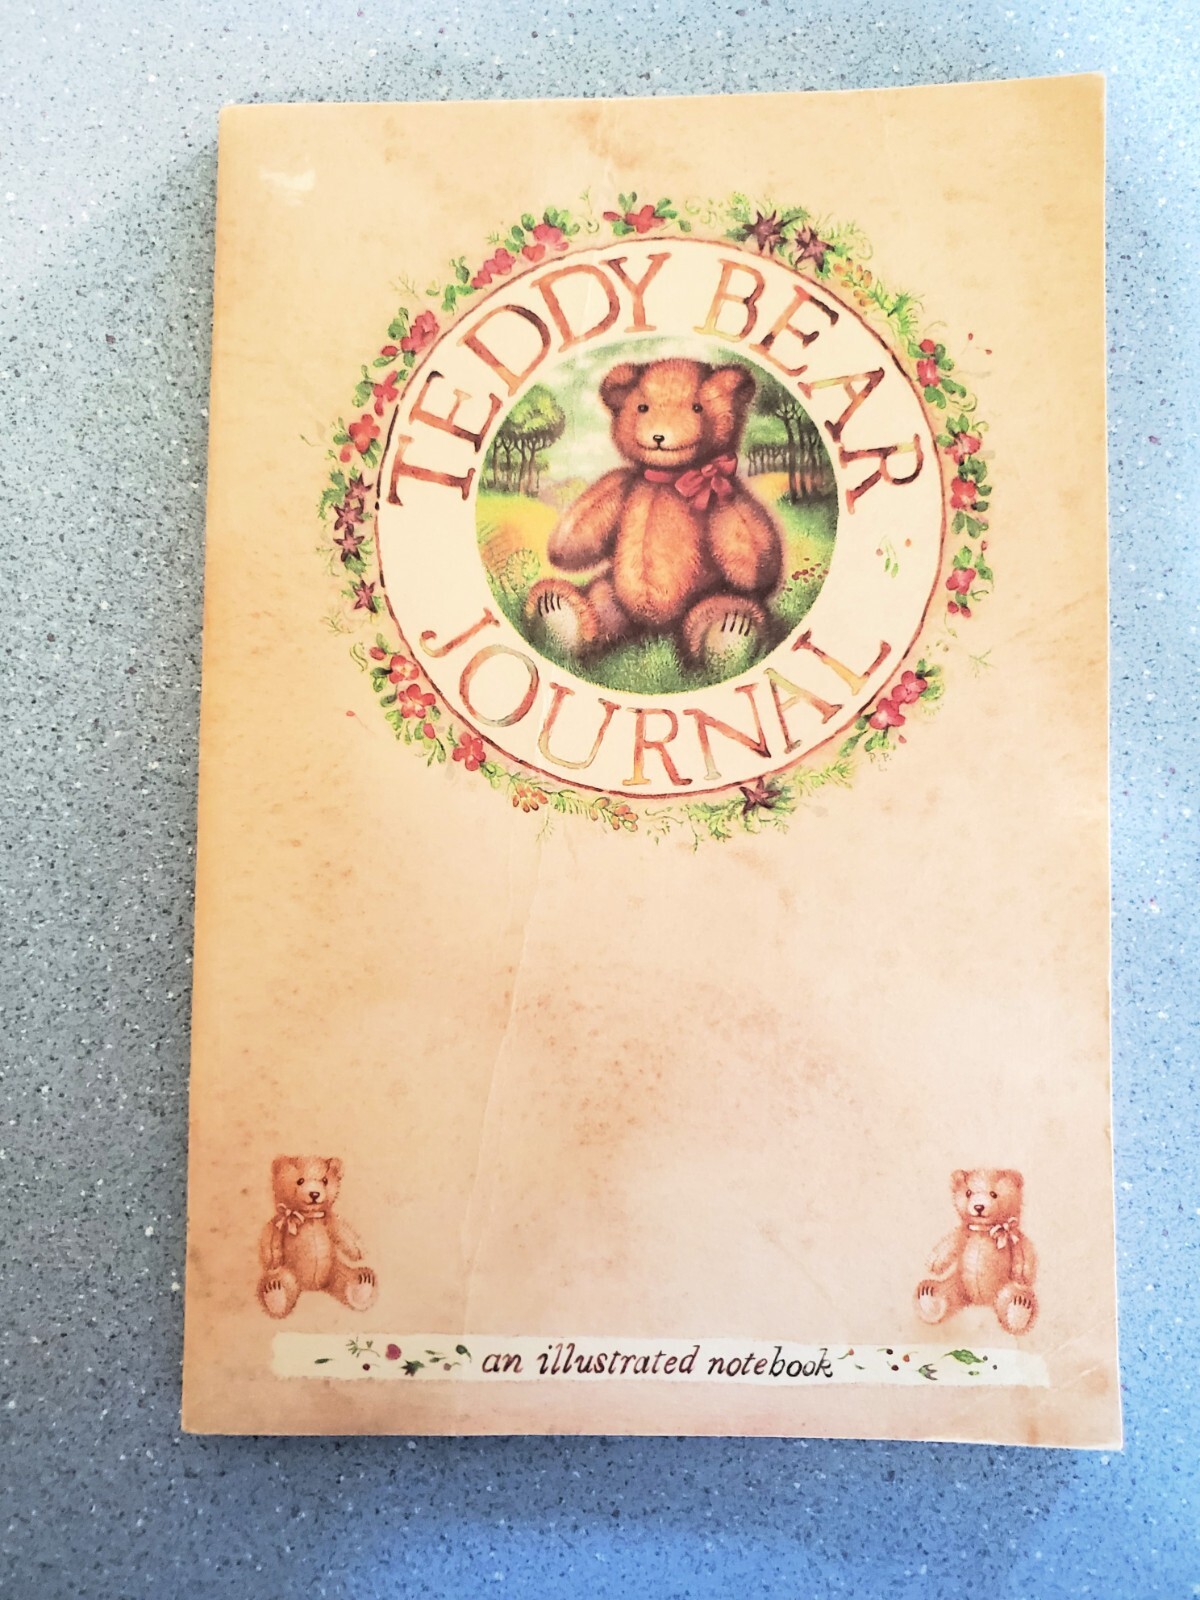 TEDDY BEAR
JOURNAL
an illustrated notebook